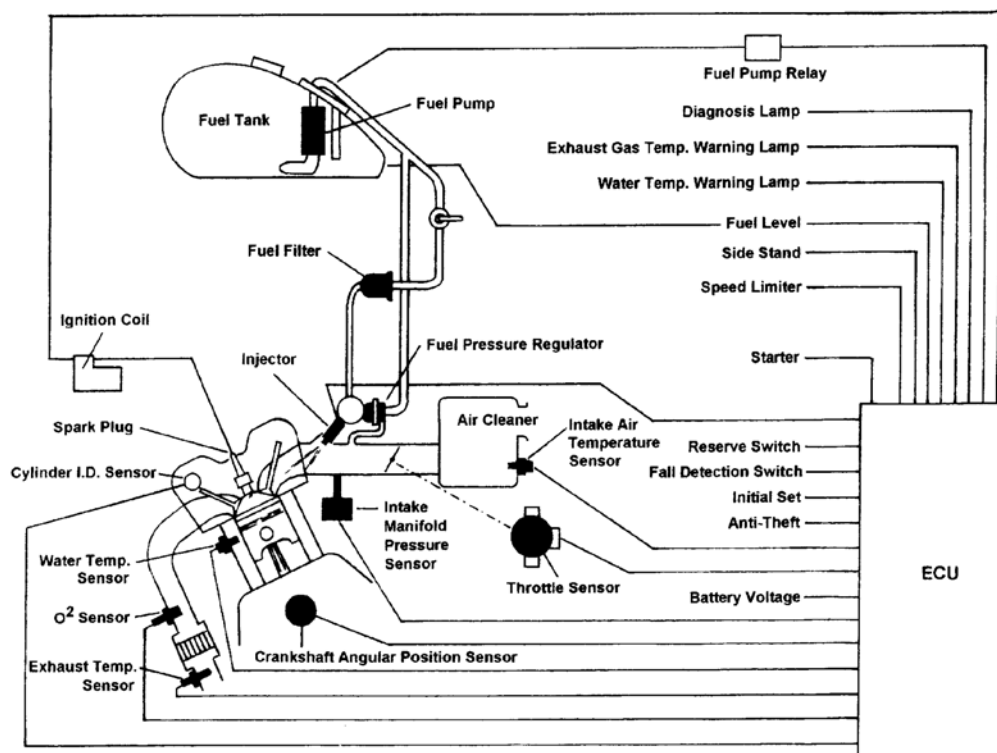 Fuel Pump Relay
Fuel Pump
Fuel Tank
Diagnosis Lamp
Exhaust Gas Temp. Warning Lamp
Water Temp. Warning Lamp
Fuel Level
Side Stand
Speed Limiter
Fuel Filter
Ignition Coil
Injector
Fuel Pressure Regulator
Starter
Spark Plug
Air Cleaner
Intake Air
Temperature
Sensor
Reserve Switch
Cylinder I.D. Sensor
Fall Detection Switch
Initial Set
Anti-Theft
Intake
Manifold
Pressure
Sensor
Water Temp.
Sensor
ECU
Throttle Sensor
Battery Voltage
O² Sensor
Crankshaft Angular Position Sensor
Exhaust Temp.
Sensor